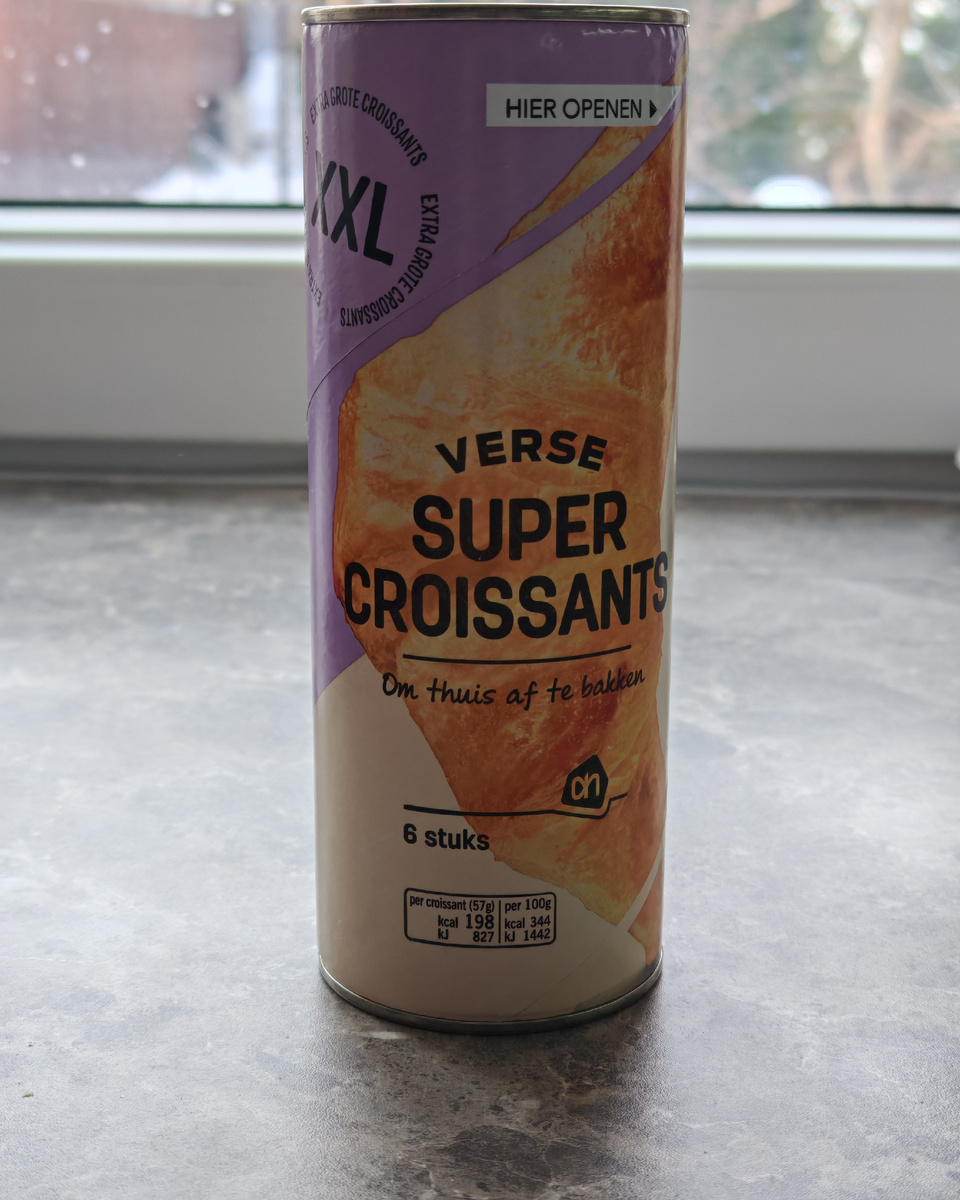 HIER OPENEN
EXTRA GROTE CROISSANTS
XXL
EXTRA GROTE CROISSANTS
VERSE
SUPER
CROISSANTS
Om thuis af te bakken
ah
6 stuks
per croissant (57g) per 100g
kcal 198 kcal 344
kJ 827 kJ 1442